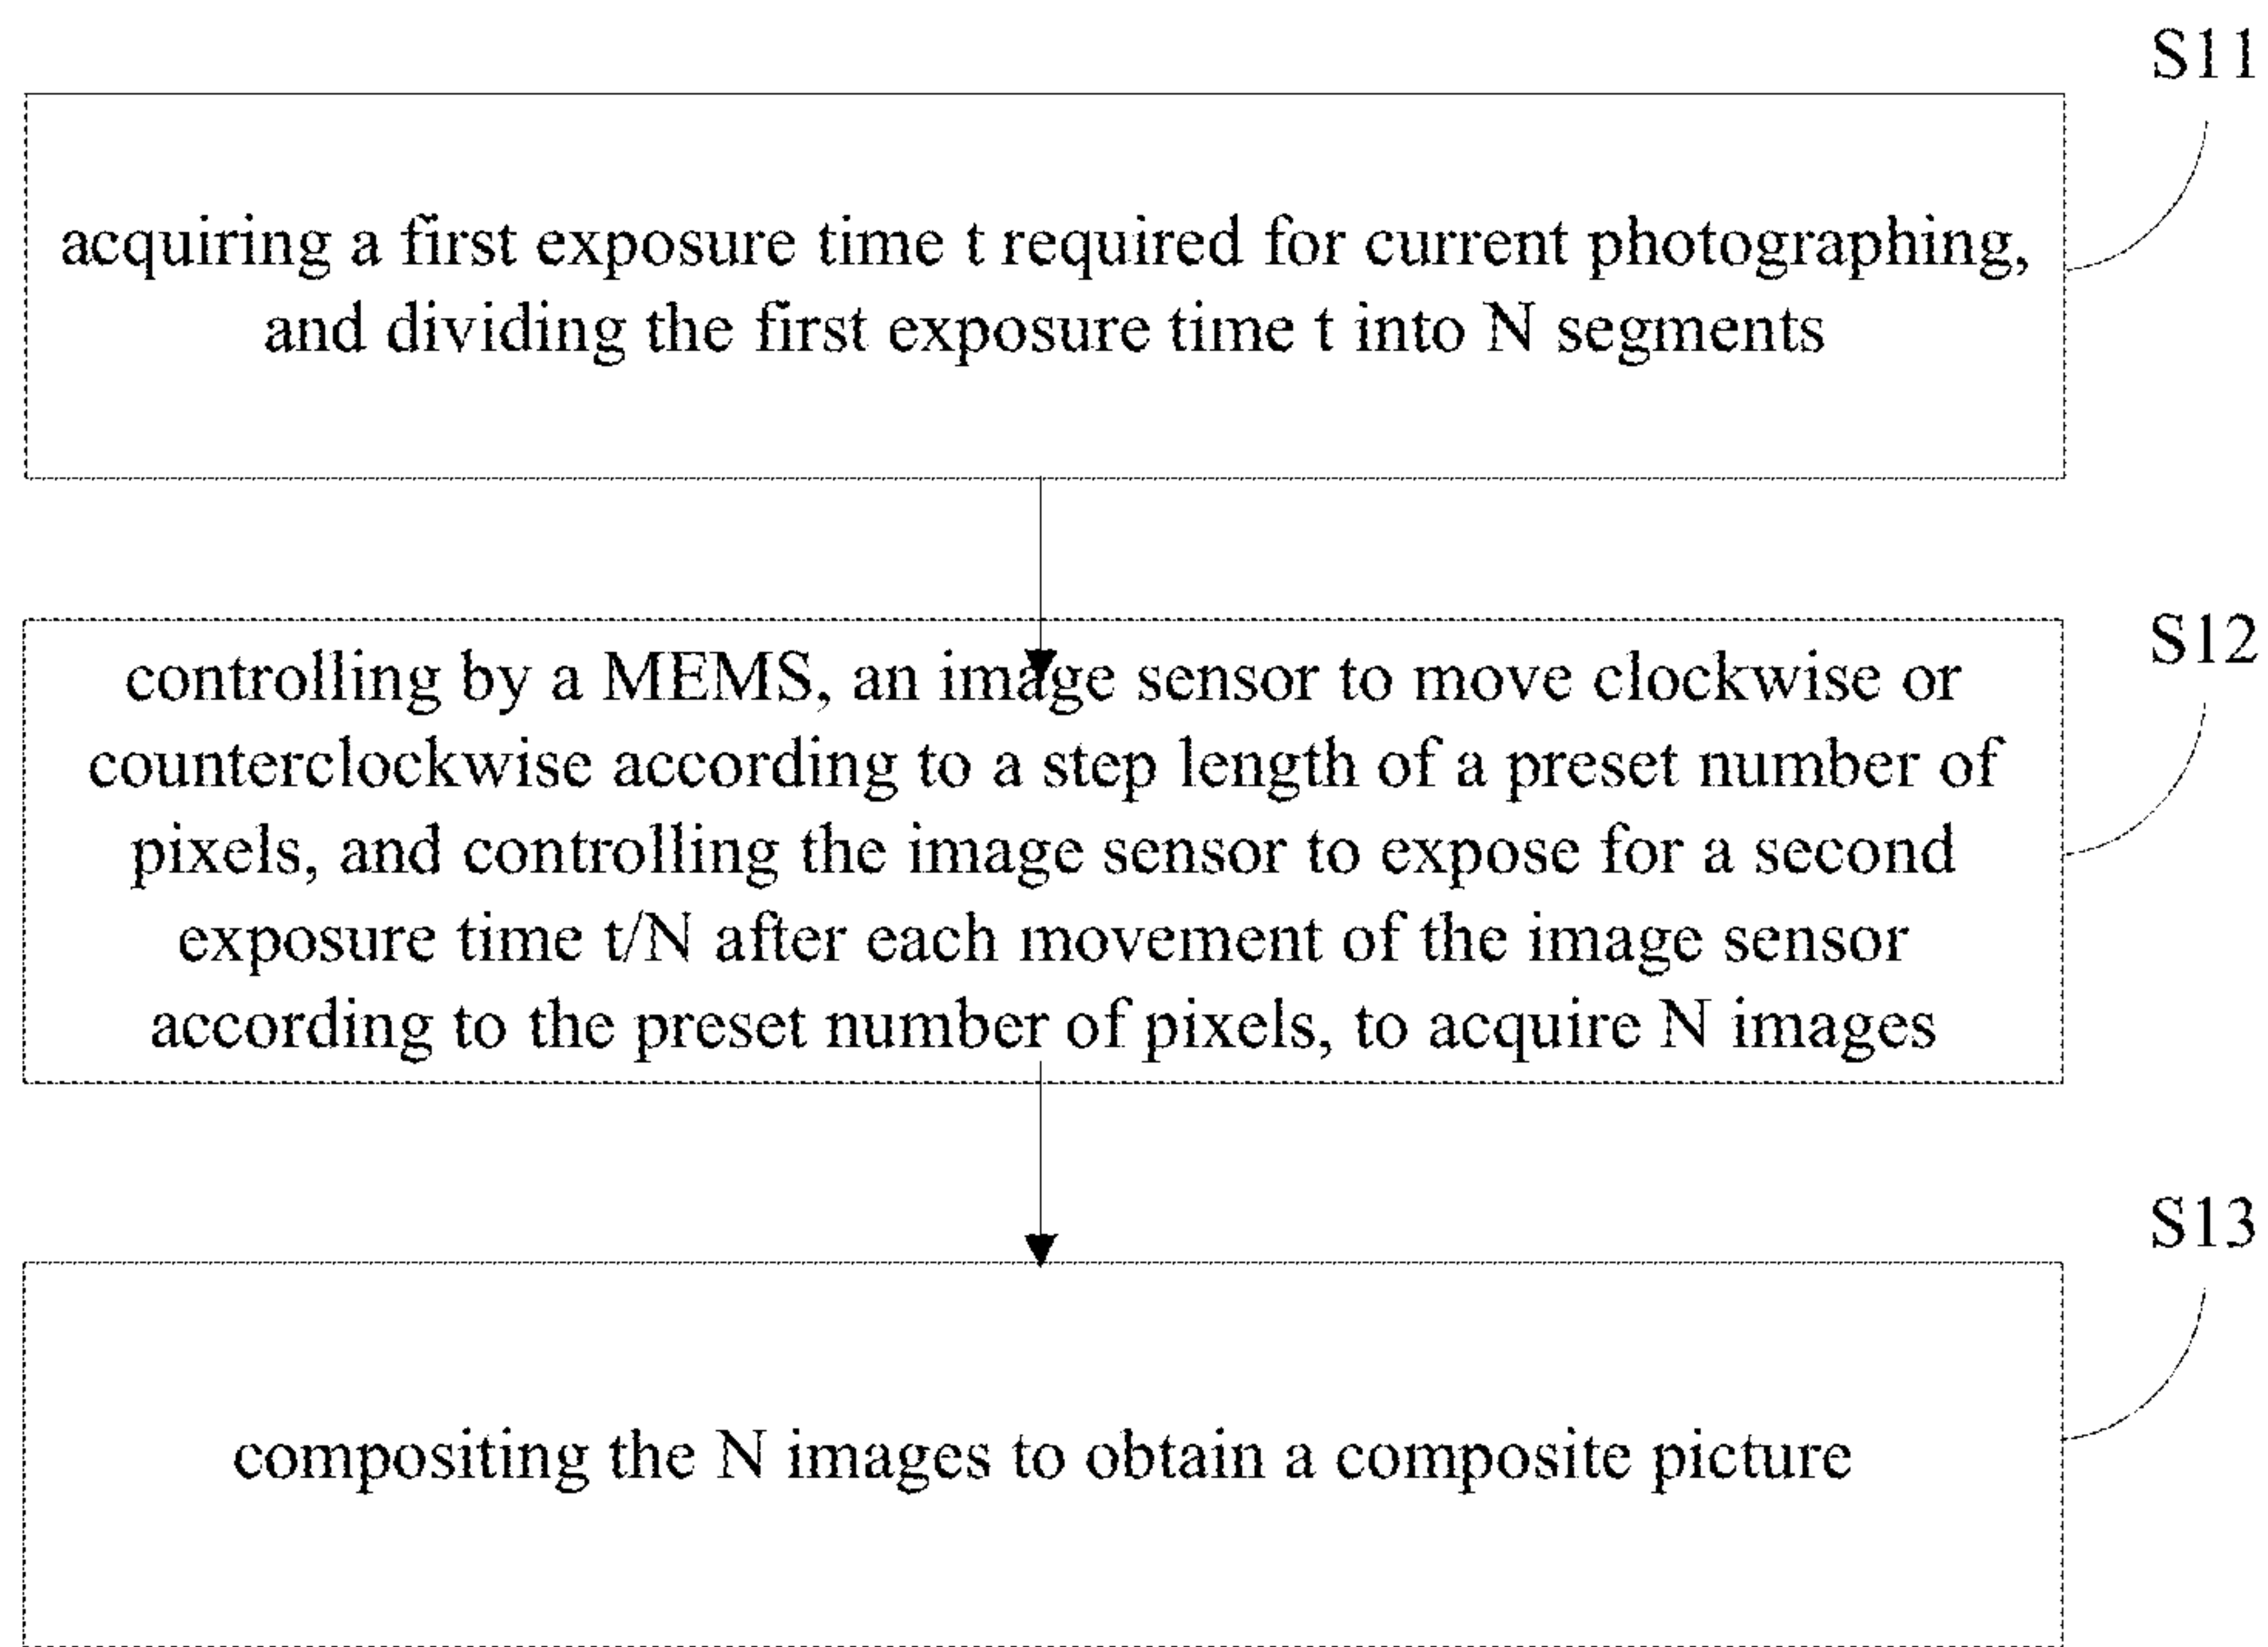 S11
acquiring a first exposure time t required for current photographing,
and dividing the first exposure time t into N segments
S12
controlling by a MEMS, an image sensor to move clockwise or
counterclockwise according to a step length of a preset number of
pixels, and controlling the image sensor to expose for a second
exposure time t/N after each movement of the image sensor
according to the preset number of pixels, to acquire N images
S13
compositing the N images to obtain a composite picture